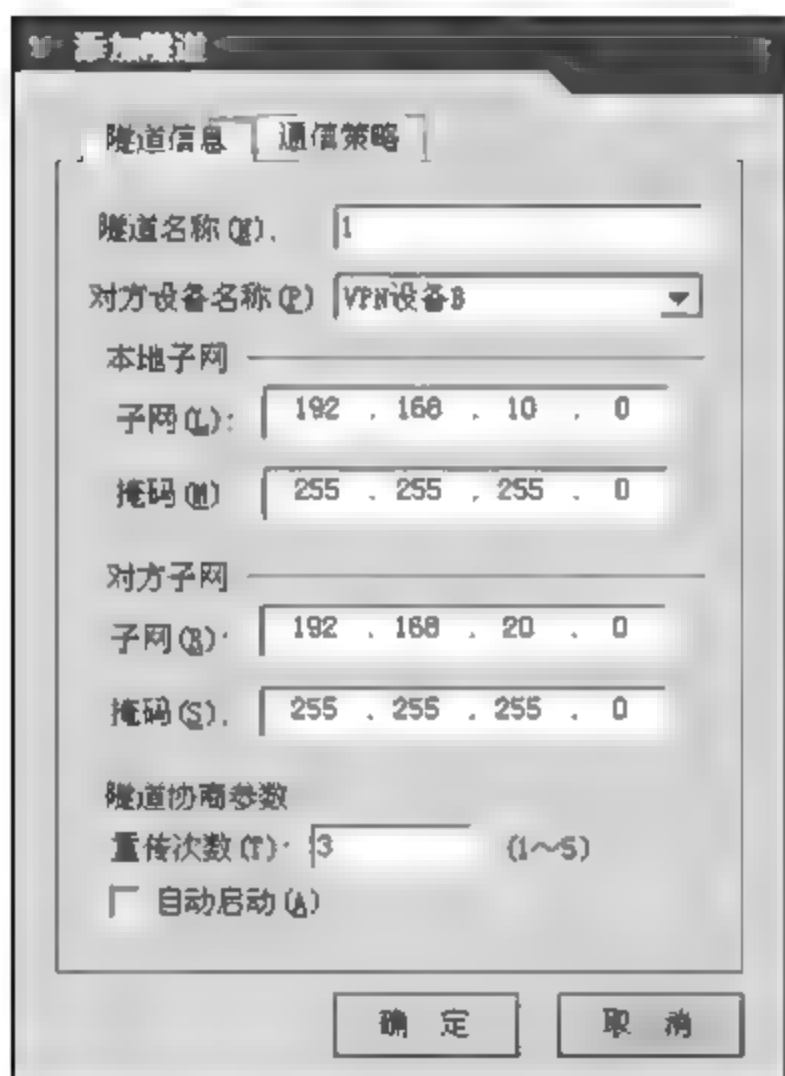 添加隧道
隧道信息 通信策略
隧道名称(N). 1
对方设备名称(P) VPN设备B
本地子网
子网(L): 192 . 168 . 10 . 0
掩码(M) 255 . 255 . 255 . 0
对方子网
子网(R): 192 . 168 . 20 . 0
掩码(S). 255 . 255 . 255 . 0
隧道协商参数
重传次数(T): 3 (1～5)
自动启动(A)
确 定 取 消